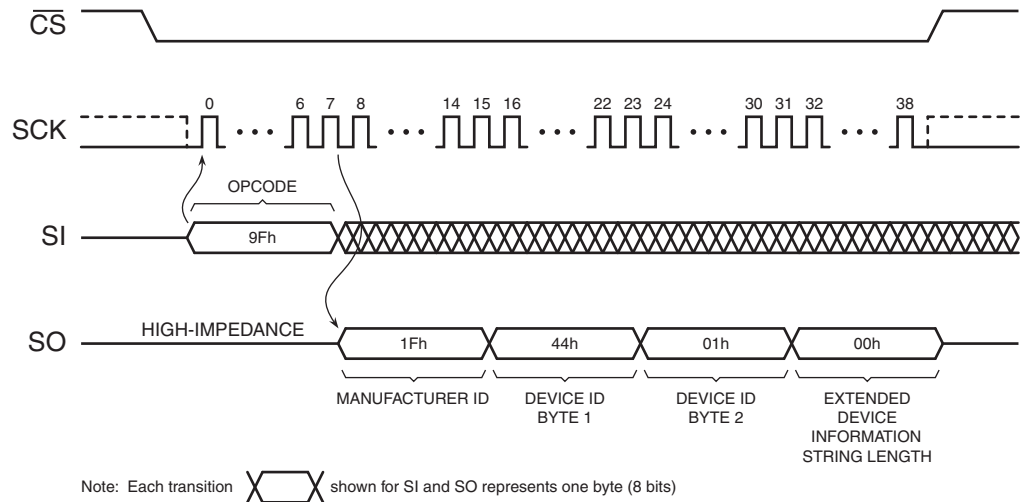 CS
SCK
0 6 7 8 14 15 16 22 23 24 30 31 32 38
OPCODE
SI
9Fh
HIGH-IMPEDANCE
SO
1Fh 44h 01h 00h
MANUFACTURER ID
DEVICE ID
BYTE 1
DEVICE ID
BYTE 2
EXTENDED
DEVICE
INFORMATION
STRING LENGTH
Note: Each transition shown for SI and SO represents one byte (8 bits)